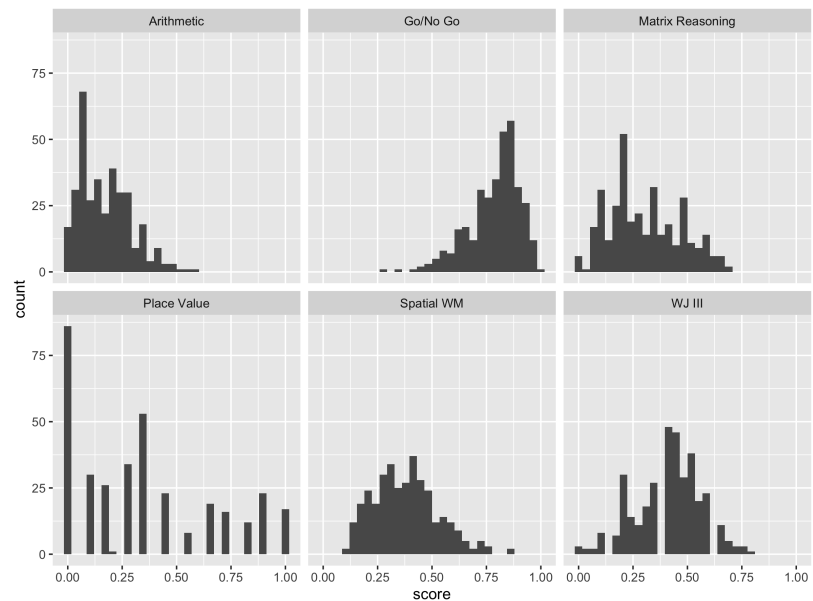 Arithmetic Go/No Go Matrix Reasoning
75
50
25
0
Place Value Spatial WM WJ III
75
50
25
0
0.00 0.25 0.50 0.75 1.00 0.00 0.25 0.50 0.75 1.00 0.00 0.25 0.50 0.75 1.00
count
score